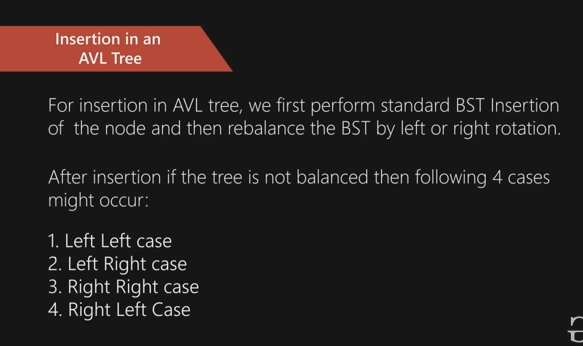 Insertion in an
AVL Tree
For insertion in AVL tree, we first perform standard BST Insertion
of the node and then rebalance the BST by left or right rotation.
After insertion if the tree is not balanced then following 4 cases
might occur:
1. Left Left case
2. Left Right case
3. Right Right case
4. Right Left Case